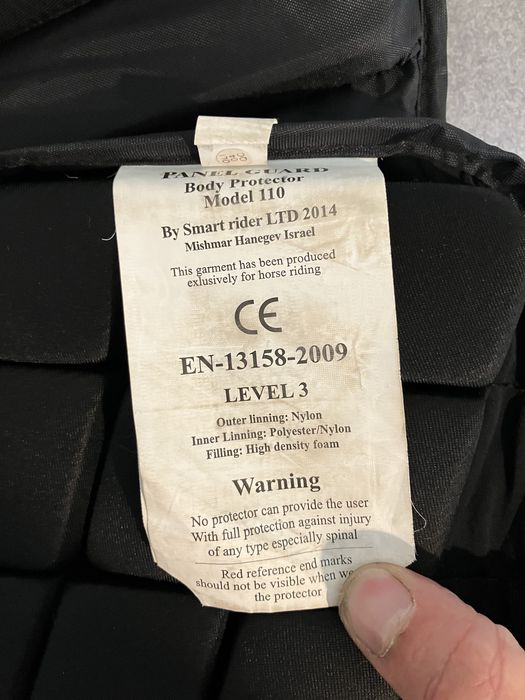 PANEL GUARD
Body Protector
Model 110
By Smart rider LTD 2014
Mishmar Hanegev Israel
This garment has been produced
exlusively for horse riding
CE
EN-13158-2009
LEVEL 3
Outer linning: Nylon
Inner Linning: Polyester/Nylon
Filling: High density foam
Warning
No protector can provide the user
With full protection against injury
of any type especially spinal
Red reference end marks
should not be visible when
the protector